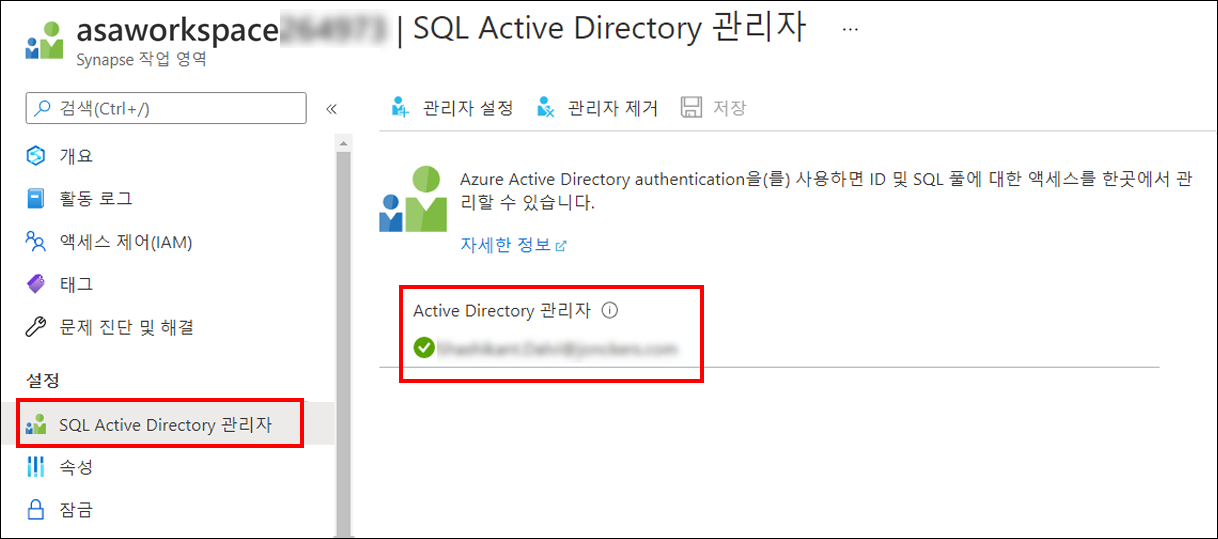 asaworkspace | SQL Active Directory 관리자 ...
Synapse 작업 영역
검색(Ctrl+/)
«
관리자 설정
관리자 제거
저장
개요
활동 로그
액세스 제어(IAM)
태그
문제 진단 및 해결
설정
SQL Active Directory 관리자
속성
잠금
Azure Active Directory authentication을(를) 사용하면 ID 및 SQL 풀에 대한 액세스를 한곳에서 관
리할 수 있습니다.
자세한 정보
Active Directory 관리자